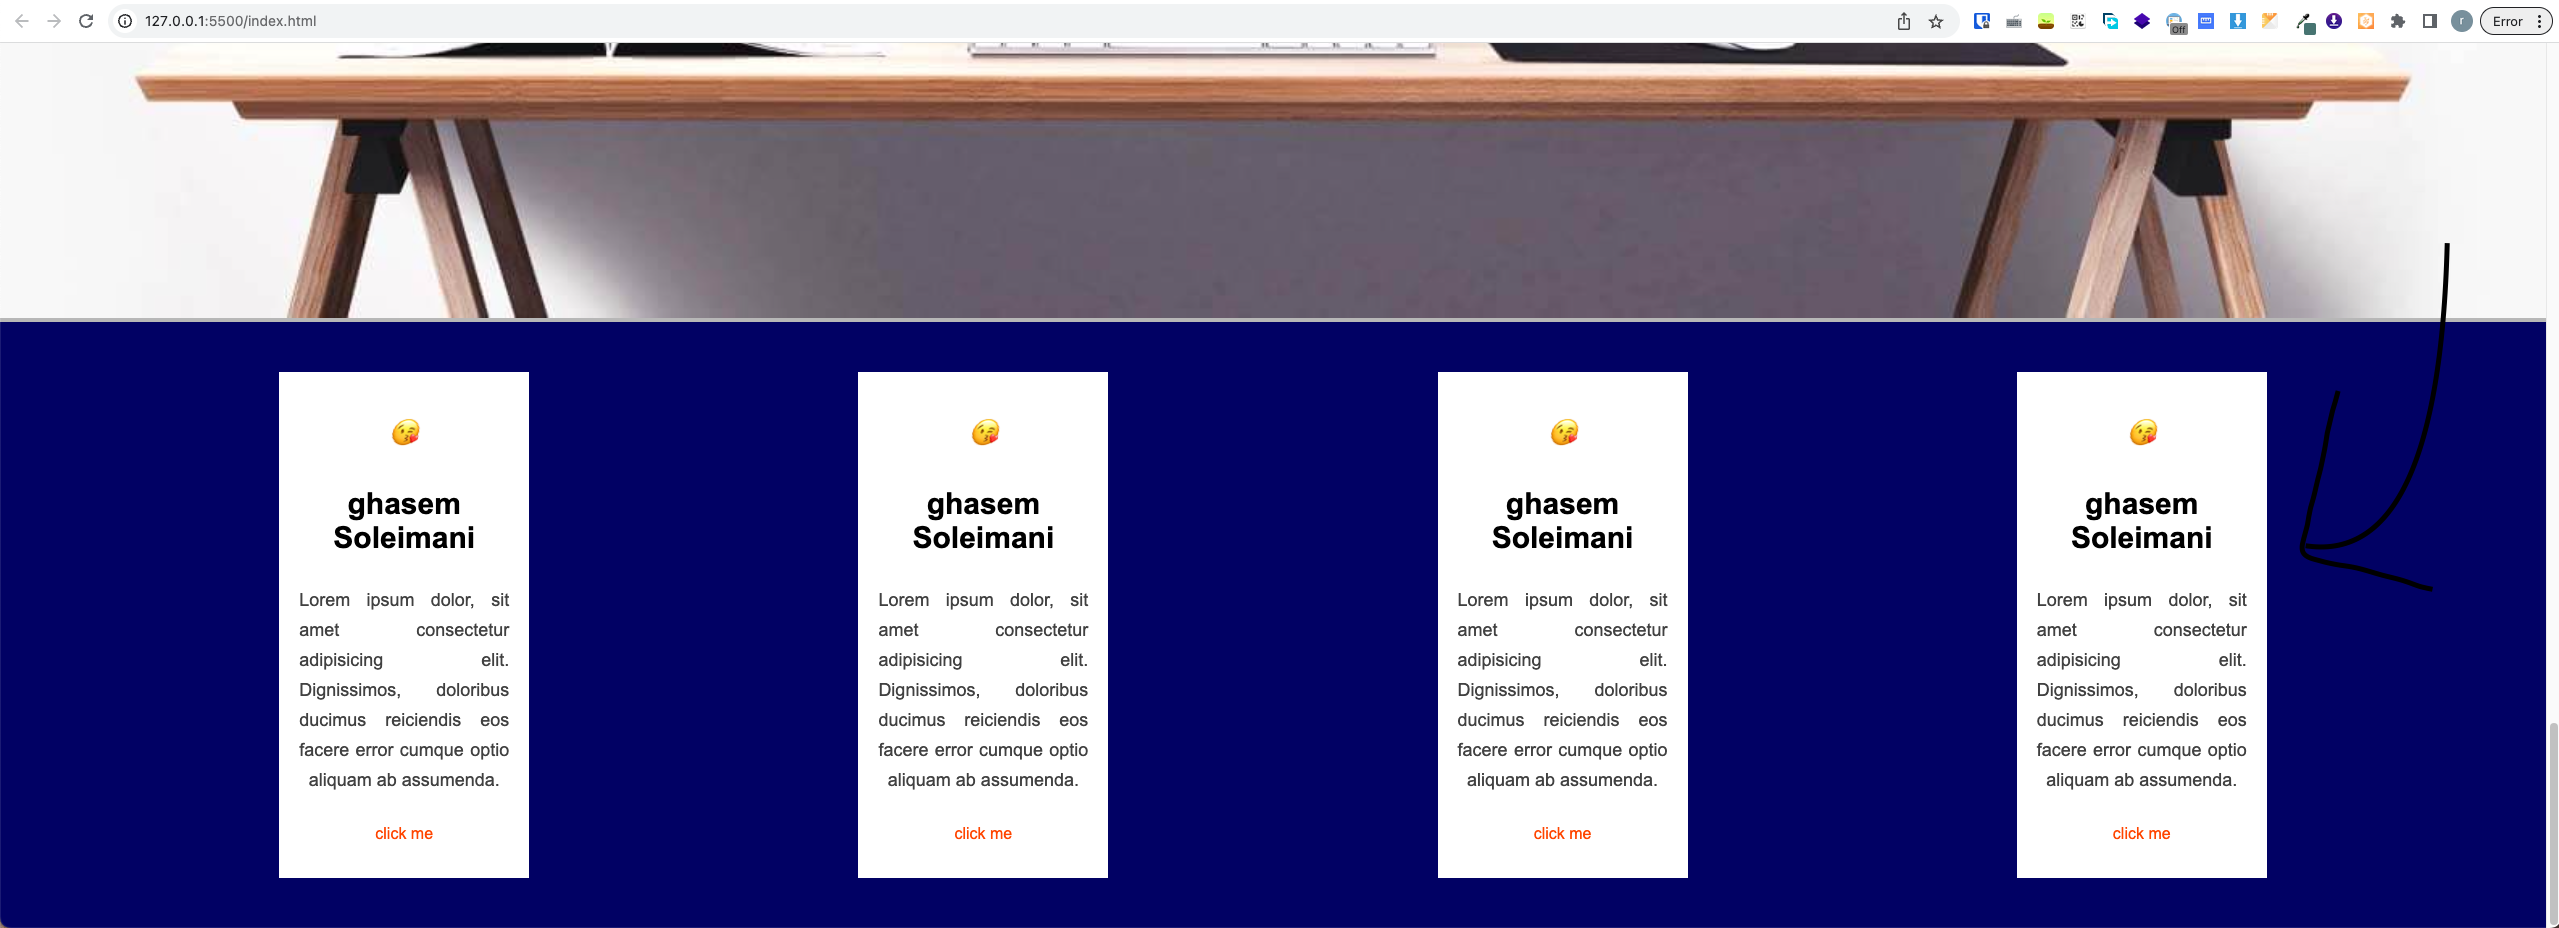 127.0.0.1:5500/index.html
Off
r
Error
ghasem
Soleimani
Lorem ipsum dolor, sit
amet consectetur
adipisicing elit.
Dignissimos, doloribus
ducimus reiciendis eos
facere error cumque optio
aliquam ab assumenda.
click me
ghasem
Soleimani
Lorem ipsum dolor, sit
amet consectetur
adipisicing elit.
Dignissimos, doloribus
ducimus reiciendis eos
facere error cumque optio
aliquam ab assumenda.
click me
ghasem
Soleimani
Lorem ipsum dolor, sit
amet consectetur
adipisicing elit.
Dignissimos, doloribus
ducimus reiciendis eos
facere error cumque optio
aliquam ab assumenda.
click me
ghasem
Soleimani
Lorem ipsum dolor, sit
amet consectetur
adipisicing elit.
Dignissimos, doloribus
ducimus reiciendis eos
facere error cumque optio
aliquam ab assumenda.
click me